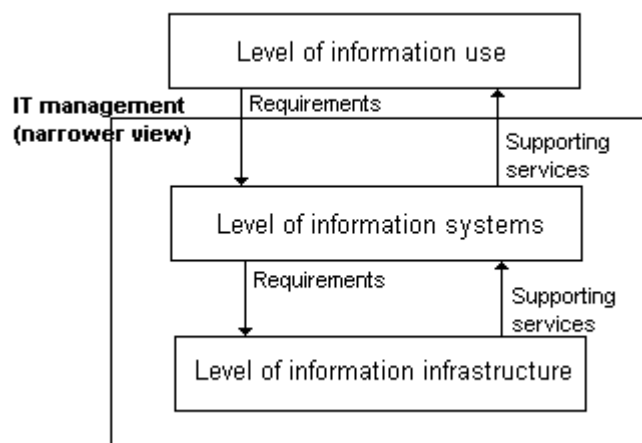 Level of information use
IT management
(narrower view)
Requirements
Supporting
services
Level of information systems
Requirements
Supporting
services
Level of information infrastructure